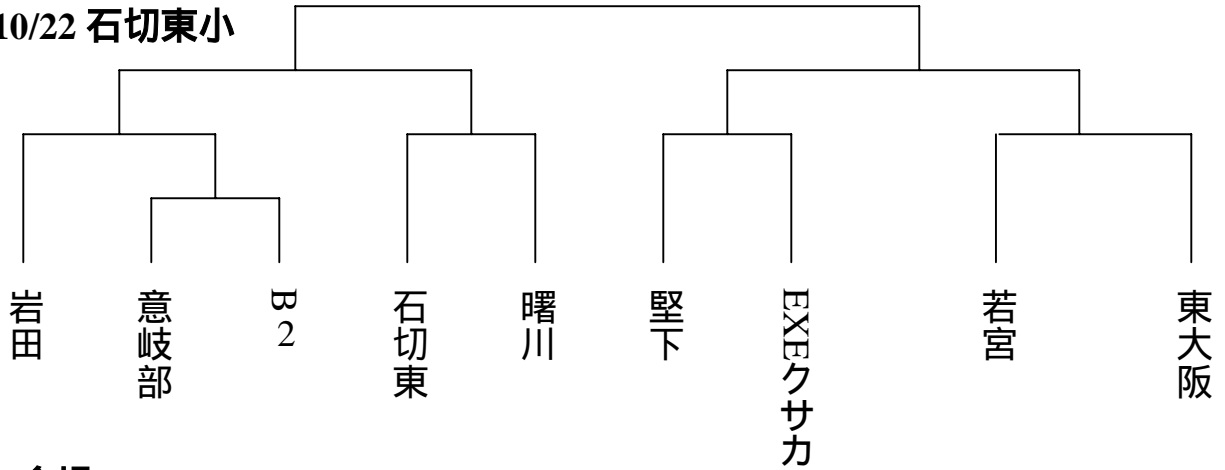 10/22 石切東小
岩田
意岐部
B2
石切東
曙川
堅下
EXEクサカ
若宮
東大阪